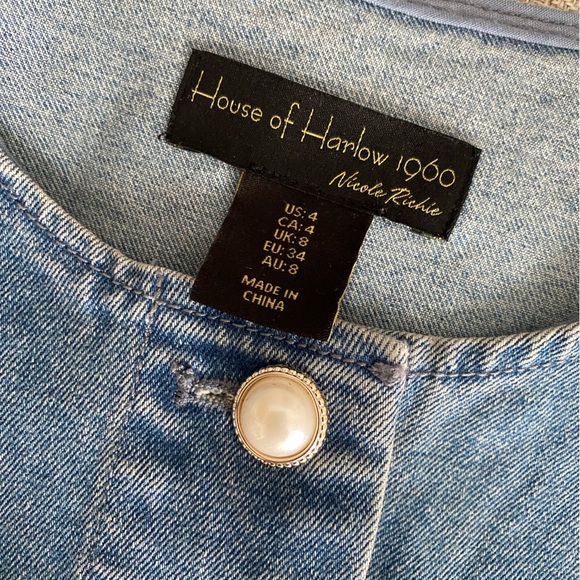 House of Harlow 1960
Nicole Richie
US: 4
CA: 4
UK: 8
EU: 34
AU: 8
MADE IN
CHINA